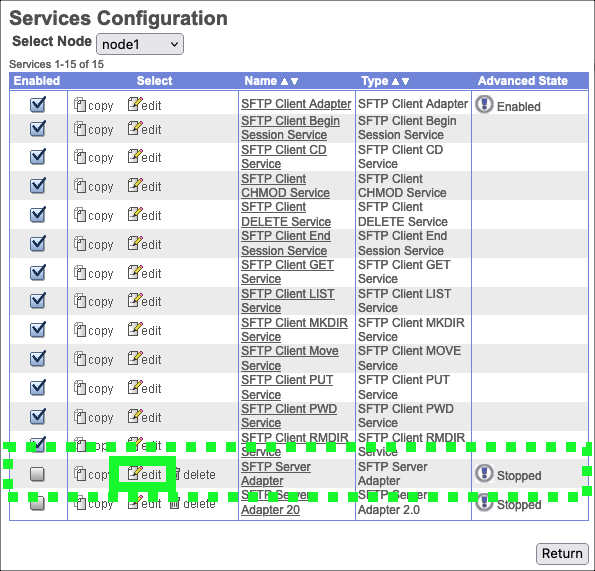 Services Configuration
Select Node node1
Services 1-15 of 15
Enabled Select Name Type Advanced State
copy edit SFTP Client Adapter SFTP Client Adapter Enabled
copy edit SFTP Client Begin Session Service SFTP Client Begin Session Service
copy edit SFTP Client CD Service SFTP Client CD Service
copy edit SFTP Client CHMOD Service SFTP Client CHMOD Service
copy edit SFTP Client DELETE Service SFTP Client DELETE Service
copy edit SFTP Client End Session Service SFTP Client End Session Service
copy edit SFTP Client GET Service SFTP Client GET Service
copy edit SFTP Client LIST Service SFTP Client LIST Service
copy edit SFTP Client MKDIR Service SFTP Client MKDIR Service
copy edit SFTP Client Move Service SFTP Client MOVE Service
copy edit SFTP Client PUT Service SFTP Client PUT Service
copy edit SFTP Client PWD Service SFTP Client PWD Service
copy edit SFTP Client RMDIR Service SFTP Client RMDIR Service
copy edit delete SFTP Server Adapter SFTP Server Adapter Stopped
copy edit delete SFTP Server Adapter 20 SFTP Server Adapter 2.0 Stopped
Return